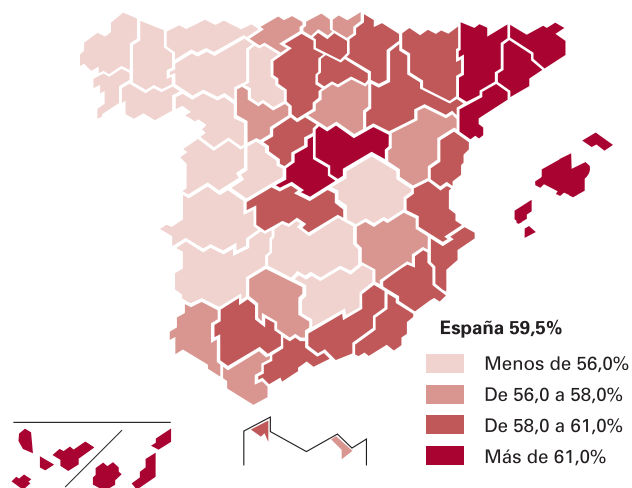 España 59,5%
Menos de 56,0%
De 56,0 a 58,0%
De 58,0 a 61,0%
Más de 61,0%